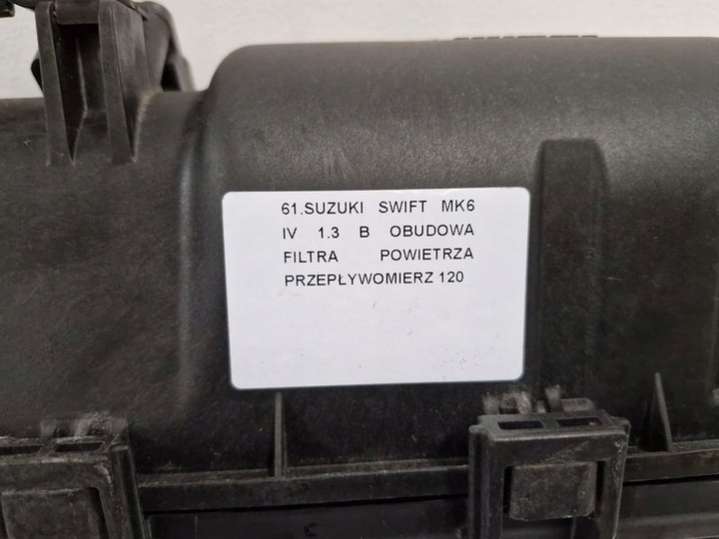 61.SUZUKI SWIFT MK6
IV 1.3 B OBUDOWA
FILTRA POWIETRZA
PRZEPŁYWOMIERZ 120